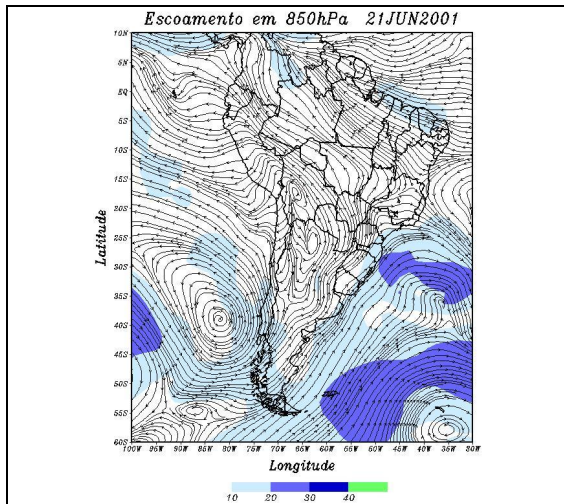 Escoamento em 850hPa 21JUN2001
10N
5N
EQ
5S
10S
15S
20S
25S
30S
35S
40S
45S
50S
55S
60S
Latitude
100W 95W 90W 85W 80W 75W 70W 65W 60W 55W 50W 45W 40W 35W 30W
Longitude
10 20 30 40